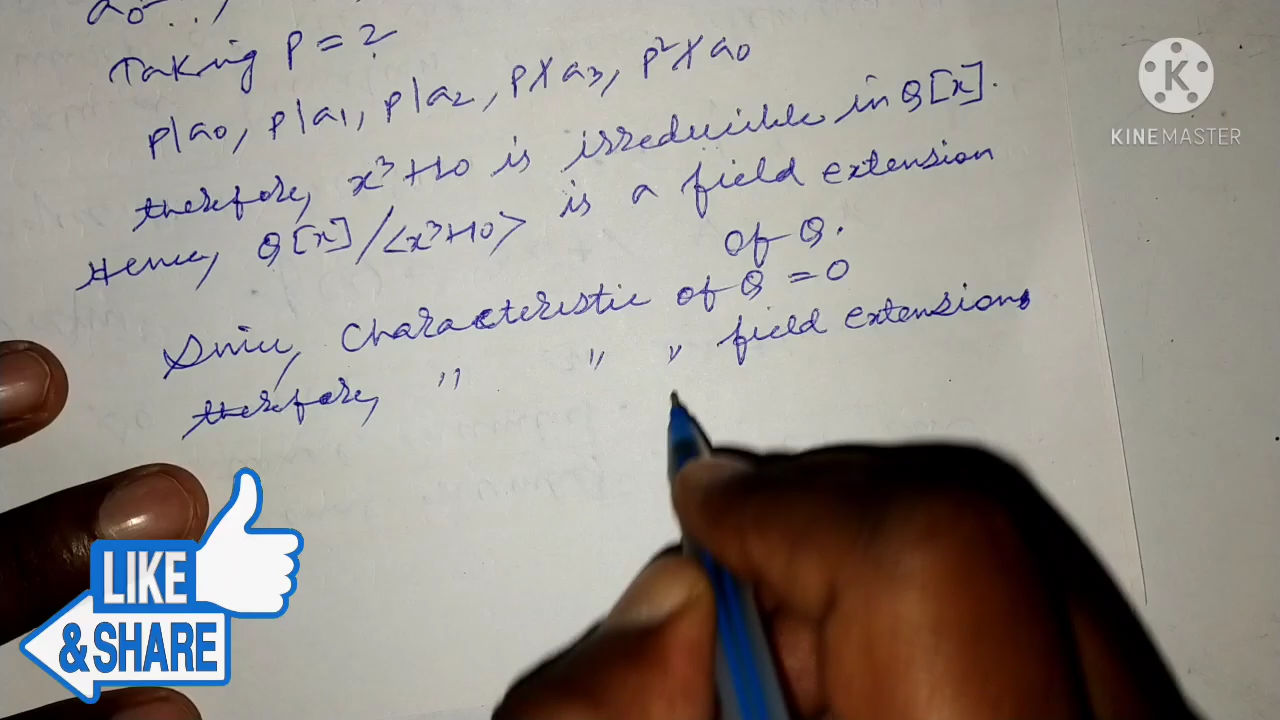 a₀
Taking P = 2
p|a₀, p|a₁, p|a₂, p∤a₃, p²∤a₀
therefore, x³+10 is irreducible in Q[x].
Hence, Q[x]/<x³+10> is a field extension
of Q.
Since, Characteristic of Q = 0
therefore, " " " field extensions
KINEMASTER
LIKE
& SHARE